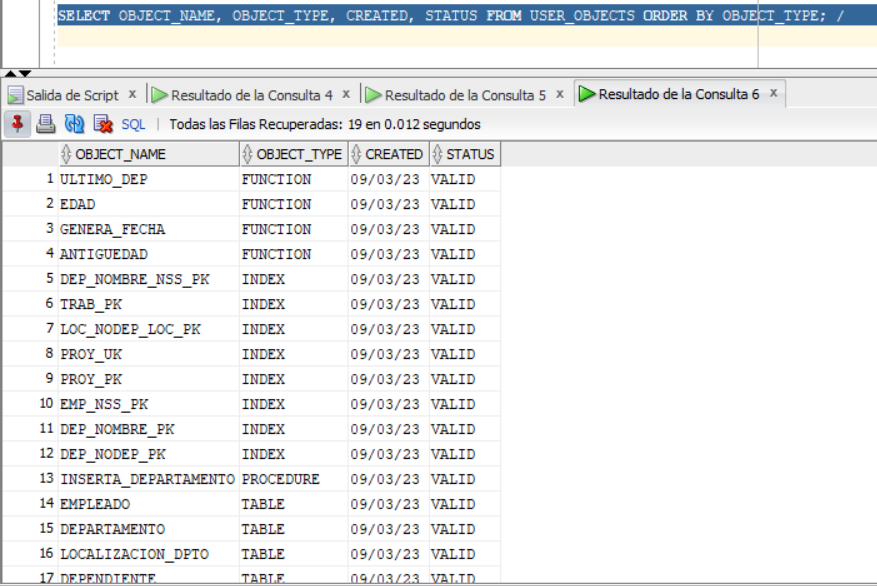 SELECT OBJECT_NAME, OBJECT_TYPE, CREATED, STATUS FROM USER_OBJECTS ORDER BY OBJECT_TYPE; /
Salida de Script x Resultado de la Consulta 4 x Resultado de la Consulta 5 x Resultado de la Consulta 6 x
SQL | Todas las Filas Recuperadas: 19 en 0.012 segundos
OBJECT_NAME OBJECT_TYPE CREATED STATUS
1 ULTIMO_DEP FUNCTION 09/03/23 VALID
2 EDAD FUNCTION 09/03/23 VALID
3 GENERA_FECHA FUNCTION 09/03/23 VALID
4 ANTIGUEDAD FUNCTION 09/03/23 VALID
5 DEP_NOMBRE_NSS_PK INDEX 09/03/23 VALID
6 TRAB_PK INDEX 09/03/23 VALID
7 LOC_NODEP_LOC_PK INDEX 09/03/23 VALID
8 PROY_UK INDEX 09/03/23 VALID
9 PROY_PK INDEX 09/03/23 VALID
10 EMP_NSS_PK INDEX 09/03/23 VALID
11 DEP_NOMBRE_PK INDEX 09/03/23 VALID
12 DEP_NODEP_PK INDEX 09/03/23 VALID
13 INSERTA_DEPARTAMENTO PROCEDURE 09/03/23 VALID
14 EMPLEADO TABLE 09/03/23 VALID
15 DEPARTAMENTO TABLE 09/03/23 VALID
16 LOCALIZACION_DPTO TABLE 09/03/23 VALID
17 DEPENDIENTE TABLE 09/03/23 VALID